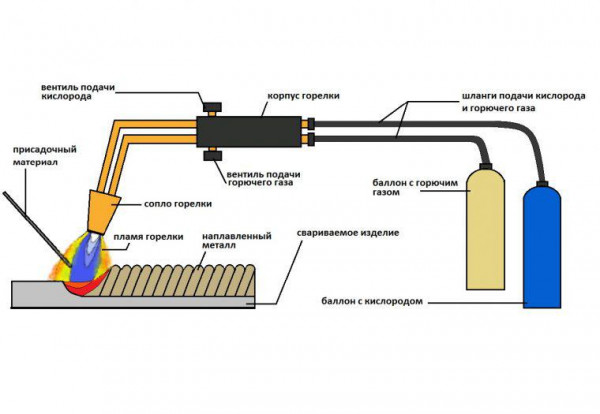 вентиль подачи
кислорода
корпус горелки
шланги подачи кислорода
и горючего газа
присадочный
материал
вентиль подачи
горючего газа
баллон с горючим
газом
сопло горелки
пламя горелки
наплавленный
металл
свариваемое изделие
баллон с кислородом